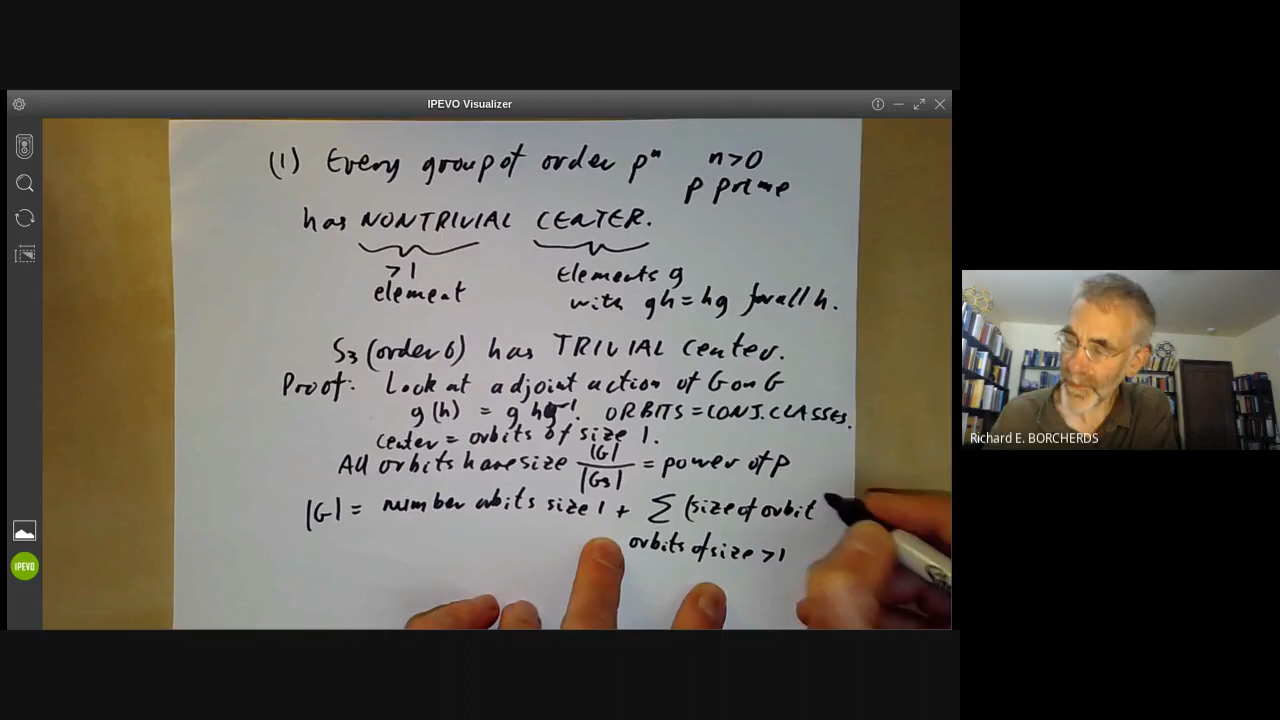 IPEVO Visualizer
(1) Every group of order pⁿ n>0
p prime
has NONTRIVIAL CENTER.
>1
element
Elements g
with gh = hg for all h.
S₃ (order 6) has TRIVIAL center.
Proof: Look at adjoint action of G on G
g(h) = g h g⁻¹. ORBITS = CONJ. CLASSES.
center = orbits of size 1.
All orbits have size |G| / |Gs| = power of p
|G| = number orbits size 1 + Σ (size of orbit
orbits of size >1
Richard E. BORCHERDS
IPEVO